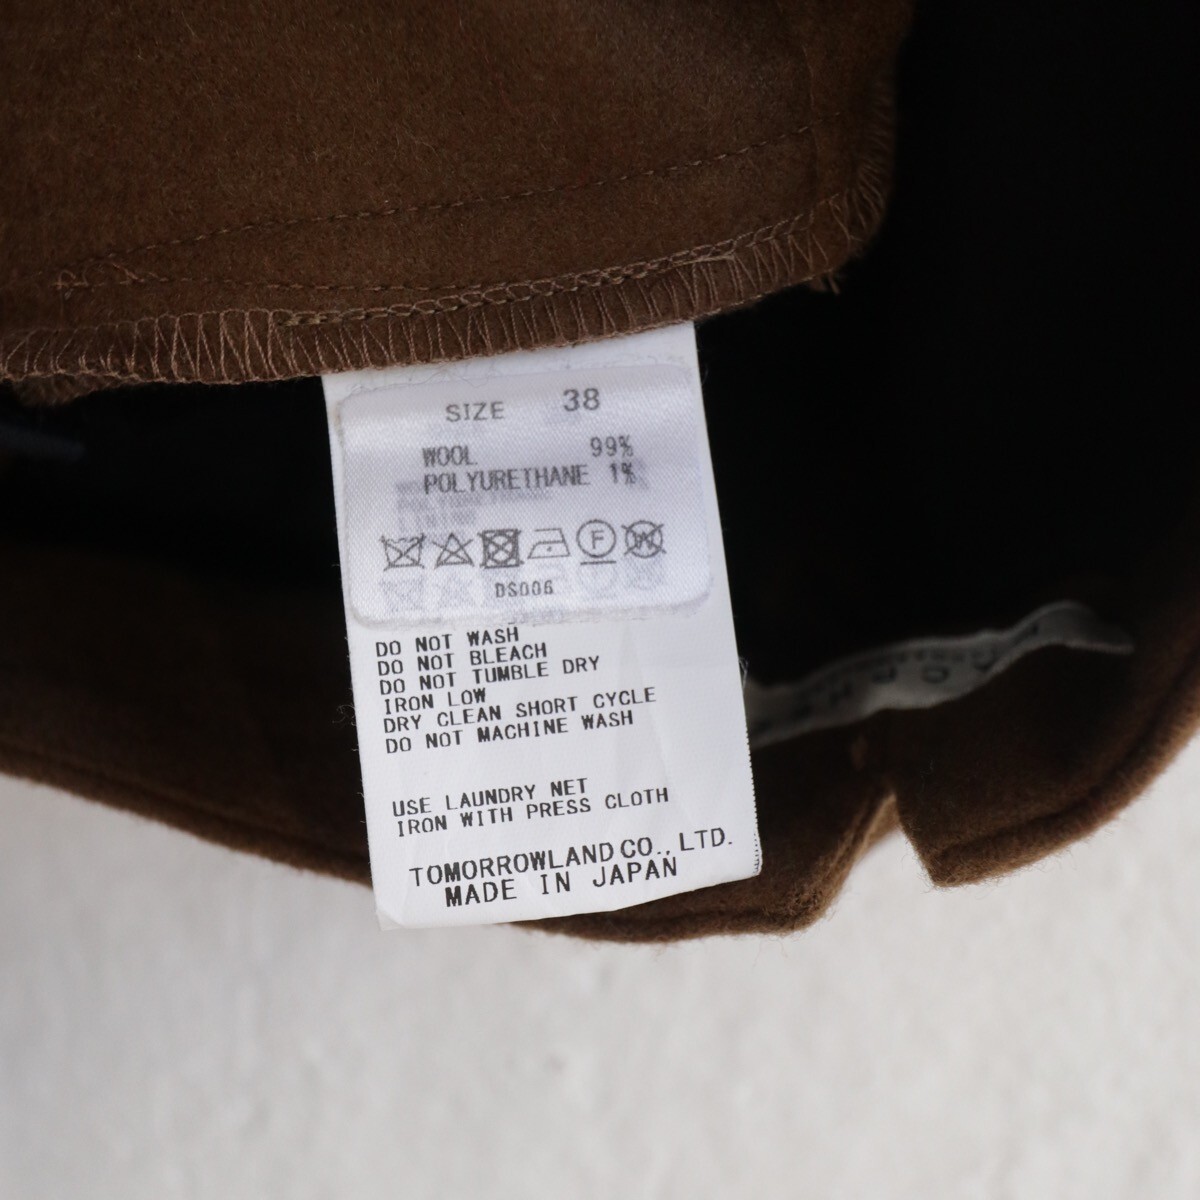 SIZE 38
WOOL 99%
POLYURETHANE 1%
F W
DS006
DO NOT WASH
DO NOT BLEACH
DO NOT TUMBLE DRY
IRON LOW
DRY CLEAN SHORT CYCLE
DO NOT MACHINE WASH
USE LAUNDRY NET
IRON WITH PRESS CLOTH
TOMORROWLAND CO., LTD.
MADE IN JAPAN